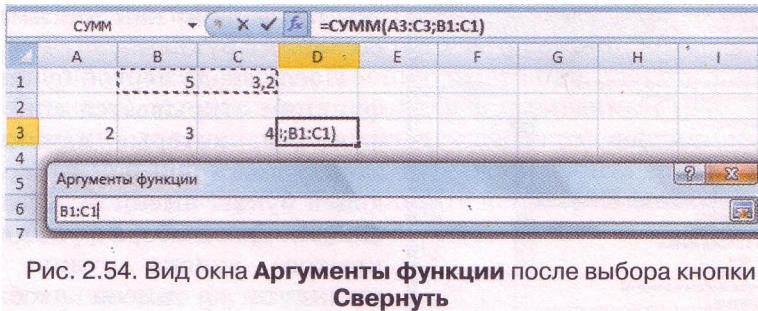 СУММ =СУММ(A3:C3;B1:C1)
A B C D E F G H I
1 5 3,2
2
3 2 3 4 ;B1:C1)
4
5 Аргументы функции
6 B1:C1
7
Рис. 2.54. Вид окна Аргументы функции после выбора кнопки
Свернуть